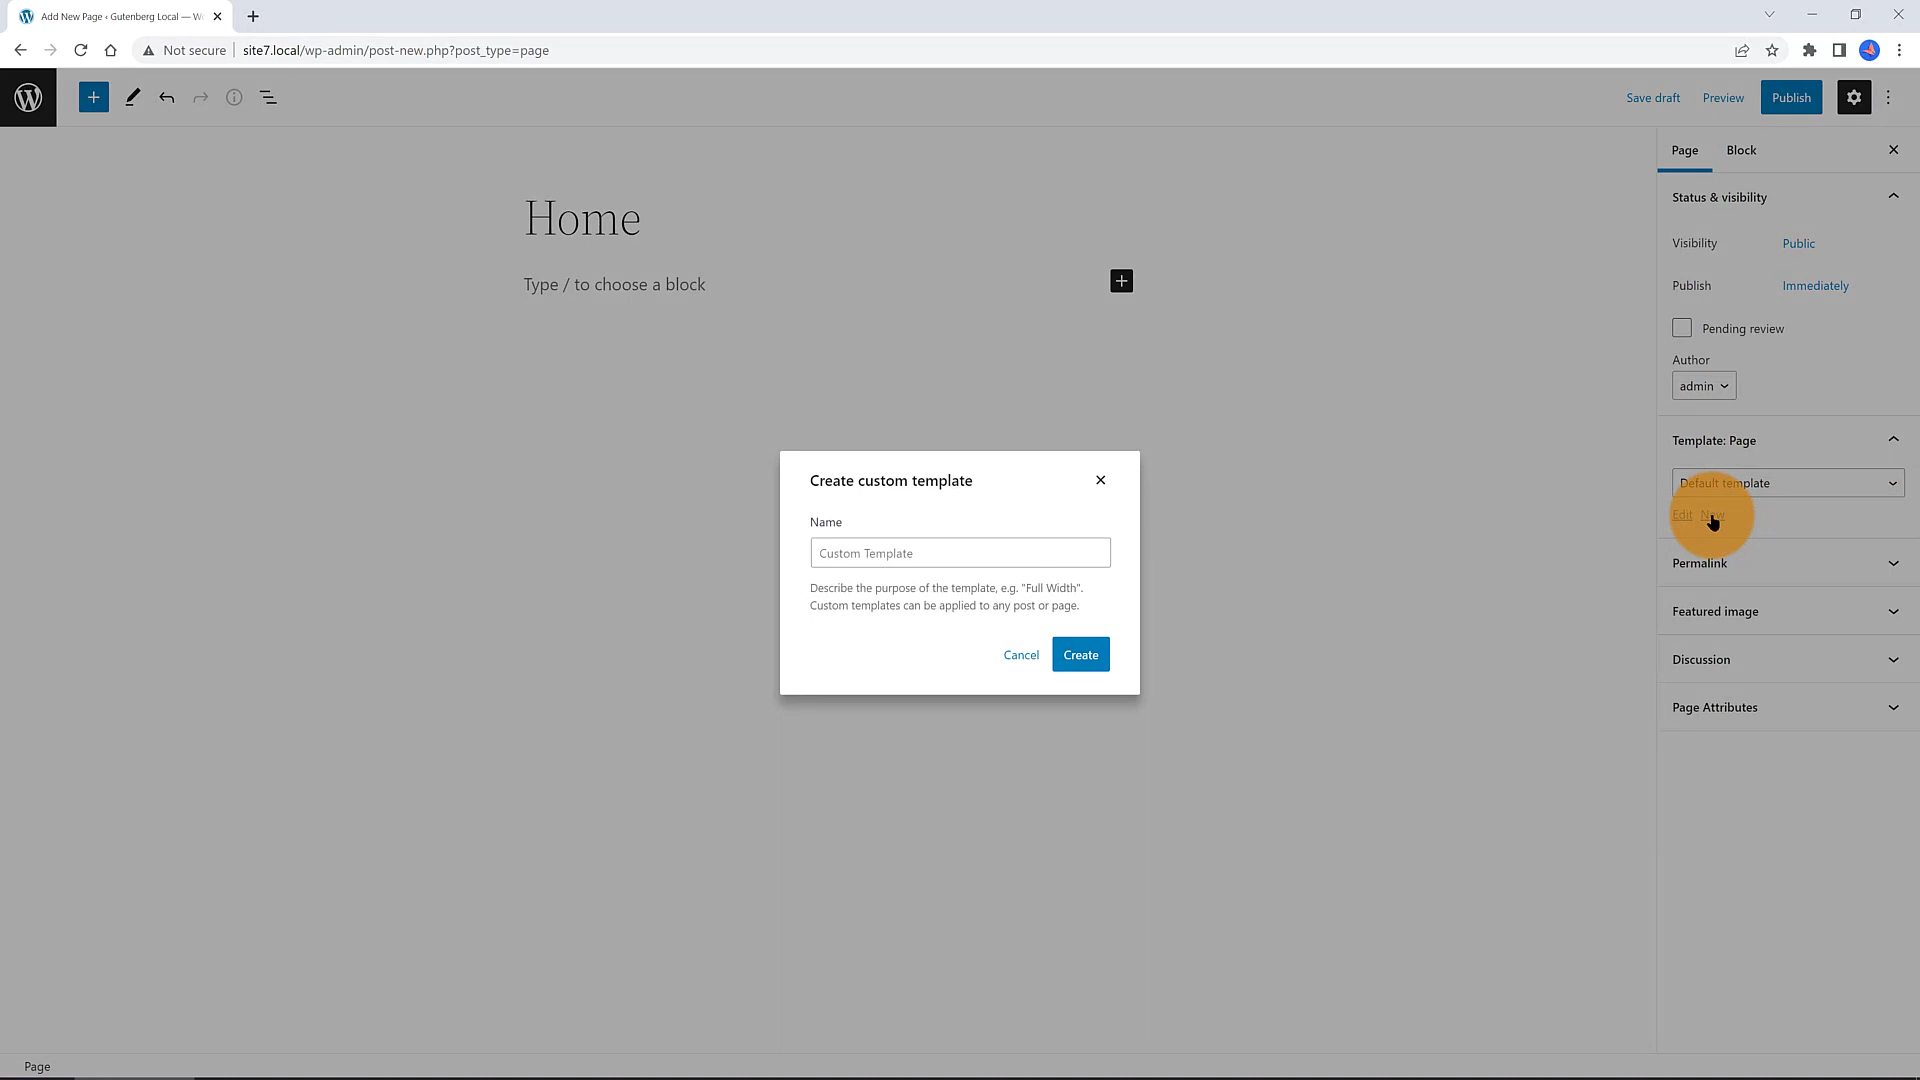 Add New Page ‹ Gutenberg Local — W
Not secure
site7.local/wp-admin/post-new.php?post_type=page
Save draft
Preview
Publish
Page
Block
Home
Type / to choose a block
Status & visibility
Visibility
Public
Publish
Immediately
Pending review
Author
admin
Template: Page
Default template
Edit
New
Permalink
Featured image
Discussion
Page Attributes
Create custom template
Name
Custom Template
Describe the purpose of the template, e.g. "Full Width".
Custom templates can be applied to any post or page.
Cancel
Create
Page